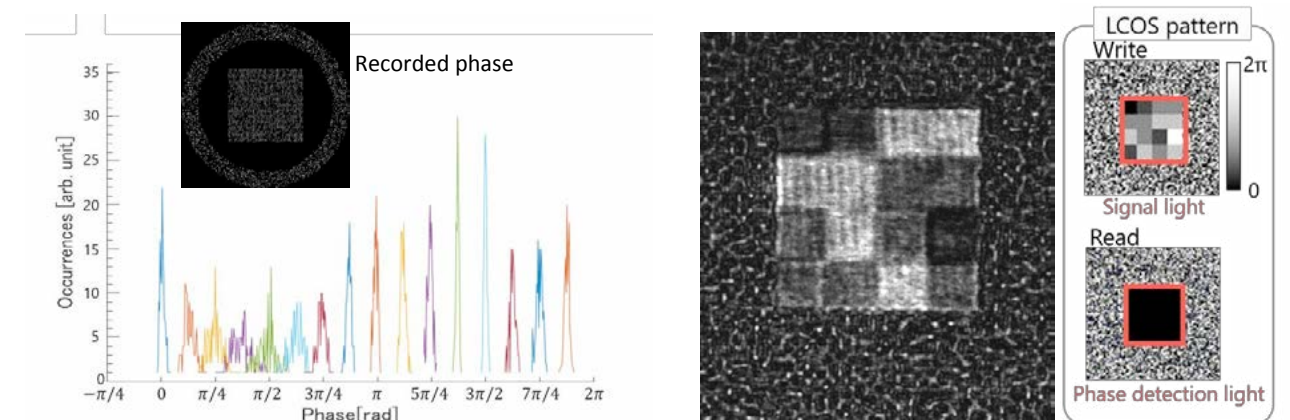 Recorded phase
35
30
25
20
15
10
5
0
Occurrences [arb. unit]
−π/4 0 π/4 π/2 3π/4 π 5π/4 3π/2 7π/4 2π
Phase[rad]
LCOS pattern
Write
2π
0
Signal light
Read
Phase detection light